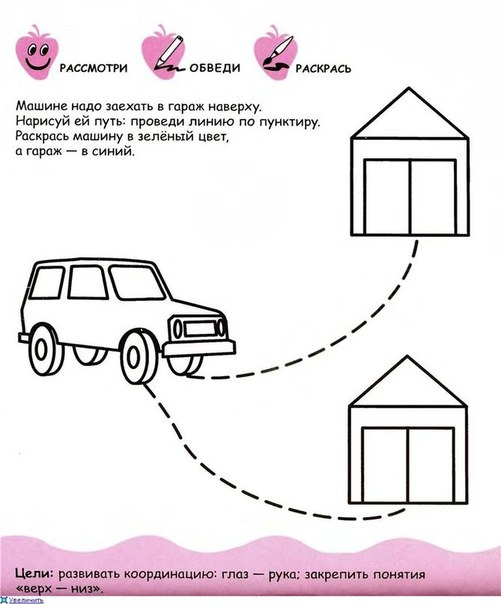 РАССМОТРИ ОБВЕДИ РАСКРАСЬ
Машине надо заехать в гараж наверху.
Нарисуй ей путь: проведи линию по пунктиру.
Раскрась машину в зелёный цвет,
а гараж — в синий.
Цели: развивать координацию: глаз — рука; закрепить понятия
«верх — низ».
Увеличить